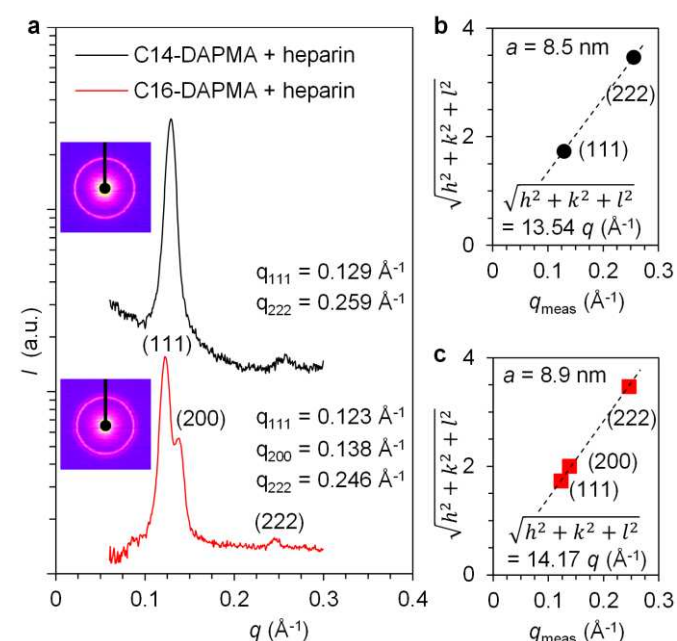 a
C14-DAPMA + heparin
C16-DAPMA + heparin
q₁₁₁ = 0.129 Å⁻¹
q₂₂₂ = 0.259 Å⁻¹
(111)
(200)
q₁₁₁ = 0.123 Å⁻¹
q₂₀₀ = 0.138 Å⁻¹
q₂₂₂ = 0.246 Å⁻¹
(222)
I (a.u.)
0 0.1 0.2 0.3 0.4
q (Å⁻¹)
b
a = 8.5 nm
(222)
(111)
√h² + k² + l²
= 13.54 q (Å⁻¹)
√h² + k² + l²
4
2
0
0 0.1 0.2 0.3
q_meas (Å⁻¹)
c
a = 8.9 nm
(222)
(200)
(111)
√h² + k² + l²
= 14.17 q (Å⁻¹)
√h² + k² + l²
4
2
0
0 0.1 0.2 0.3
q_meas (Å⁻¹)